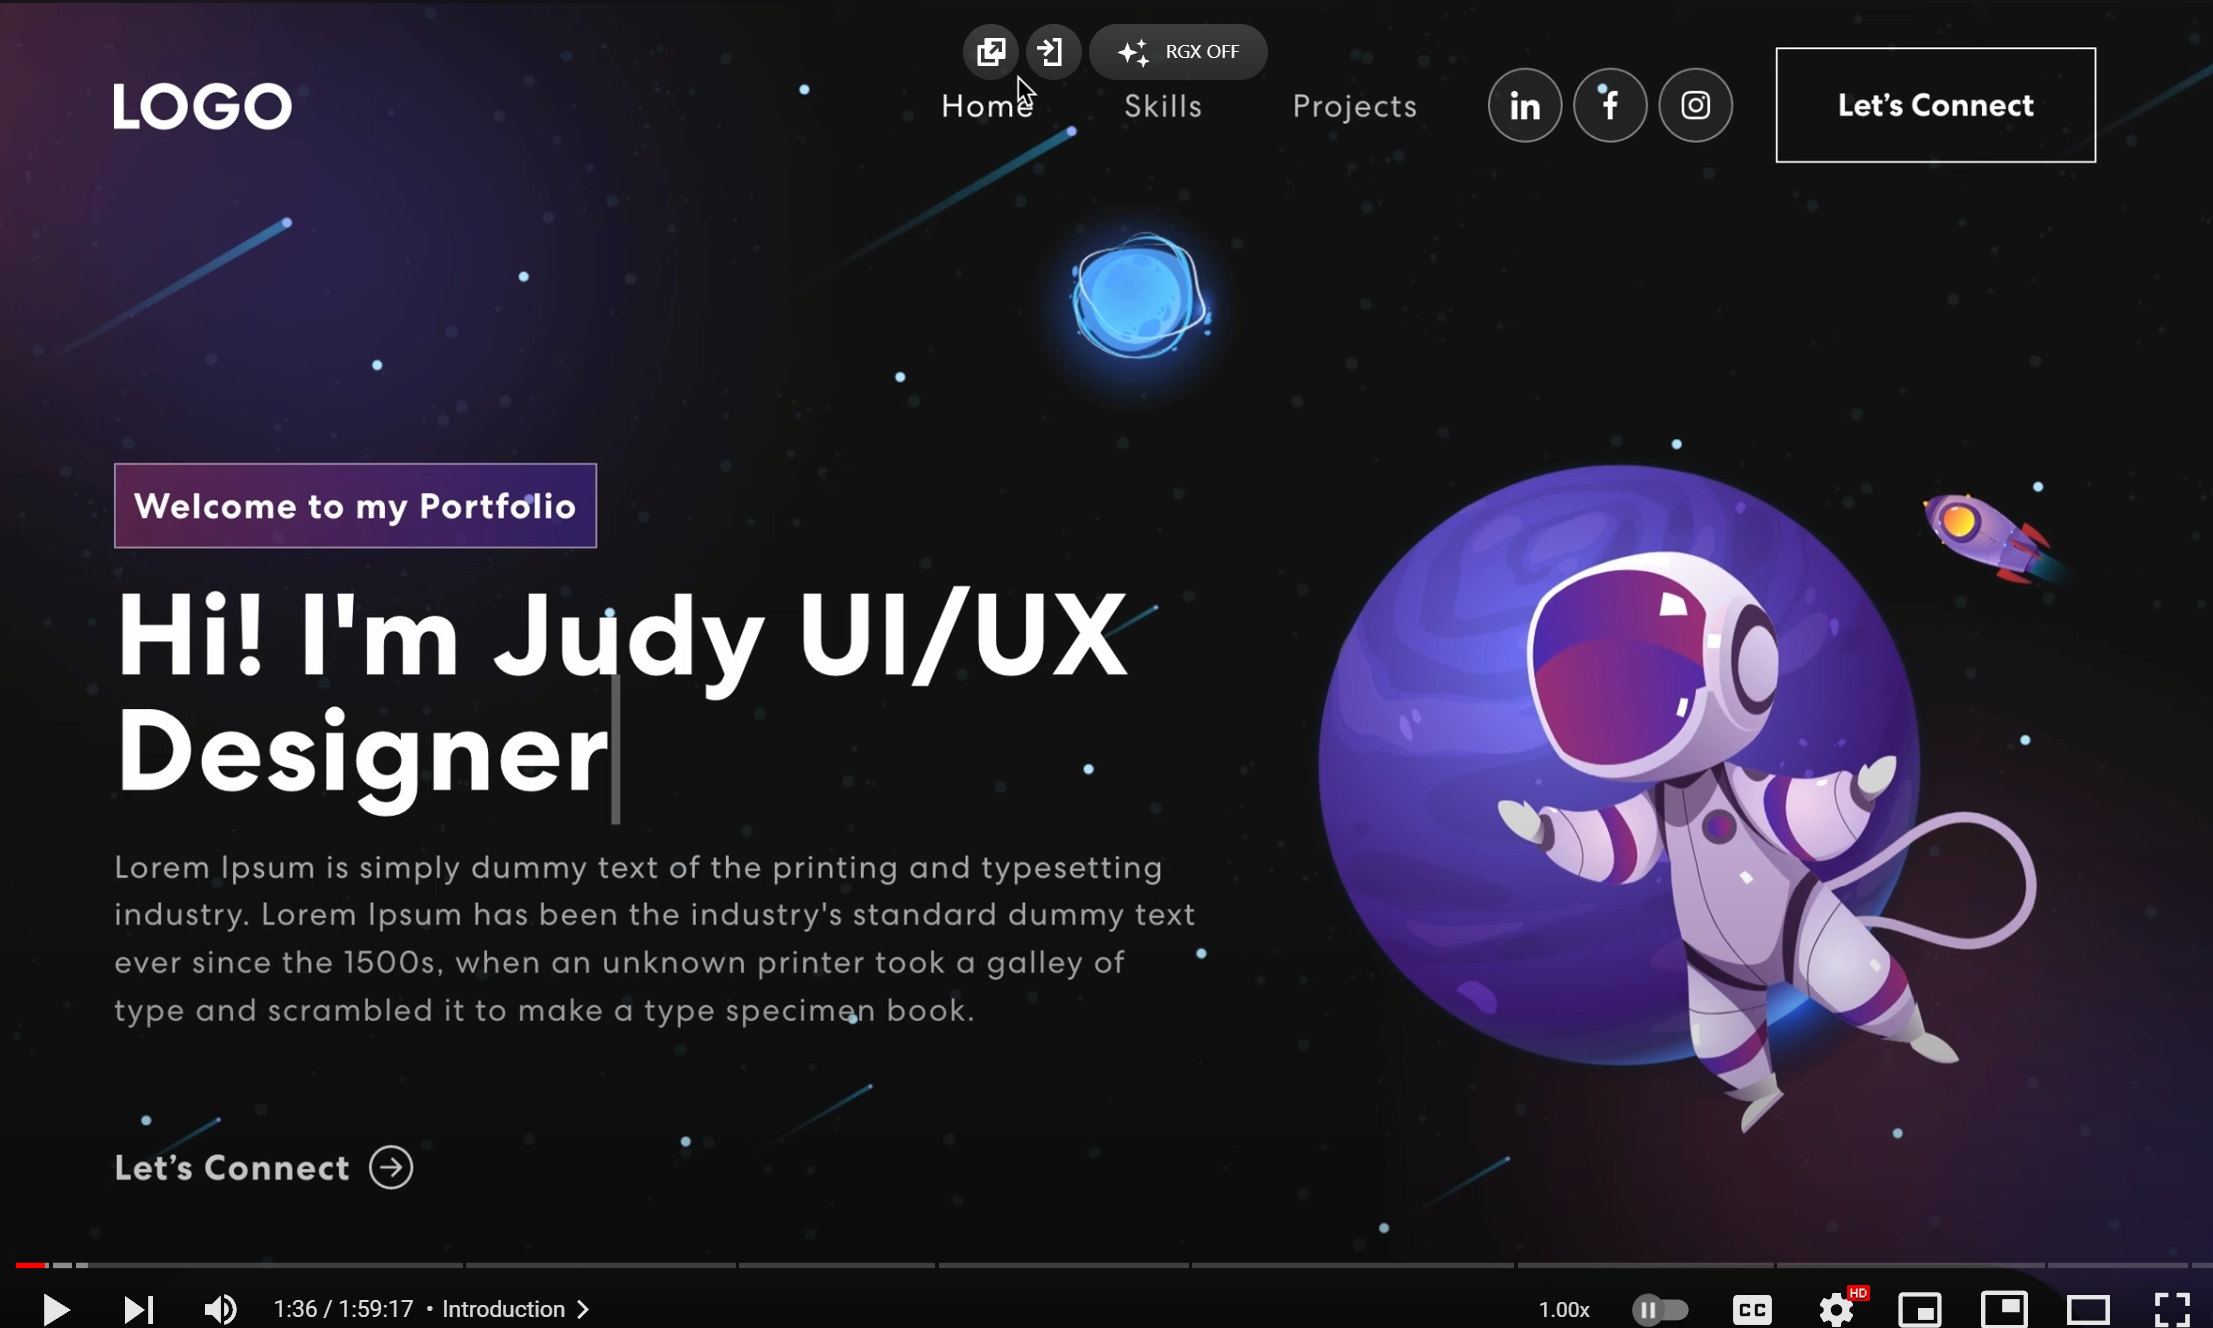 RGX OFF
LOGO
Home
Skills
Projects
in
f
Let’s Connect
Welcome to my Portfolio
Hi! I'm Judy UI/UX
Designer
Lorem Ipsum is simply dummy text of the printing and typesetting
industry. Lorem Ipsum has been the industry's standard dummy text
ever since the 1500s, when an unknown printer took a galley of
type and scrambled it to make a type specimen book.
Let’s Connect
1:36 / 1:59:17 • Introduction
1.00x
CC
HD